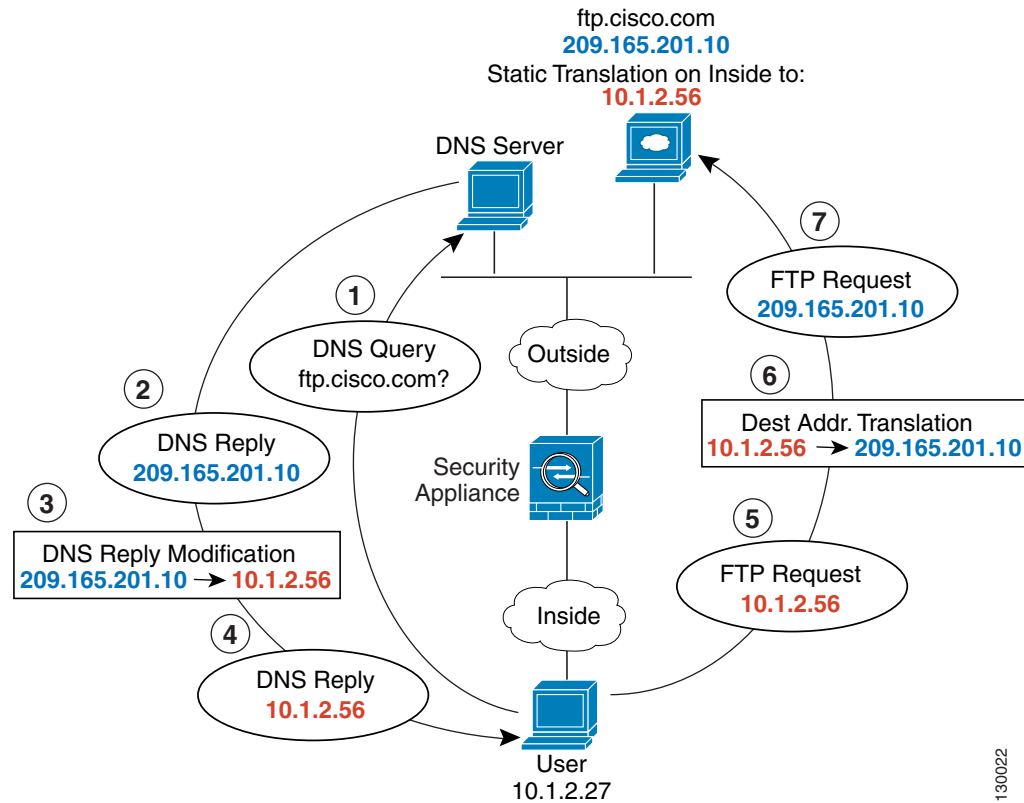 ftp.cisco.com
209.165.201.10
Static Translation on Inside to:
10.1.2.56
DNS Server
7
FTP Request
209.165.201.10
1
DNS Query
ftp.cisco.com?
Outside
2
DNS Reply
209.165.201.10
6
Dest Addr. Translation
10.1.2.56 → 209.165.201.10
Security
Appliance
3
DNS Reply Modification
209.165.201.10 → 10.1.2.56
5
FTP Request
10.1.2.56
Inside
4
DNS Reply
10.1.2.56
User
10.1.2.27
130022